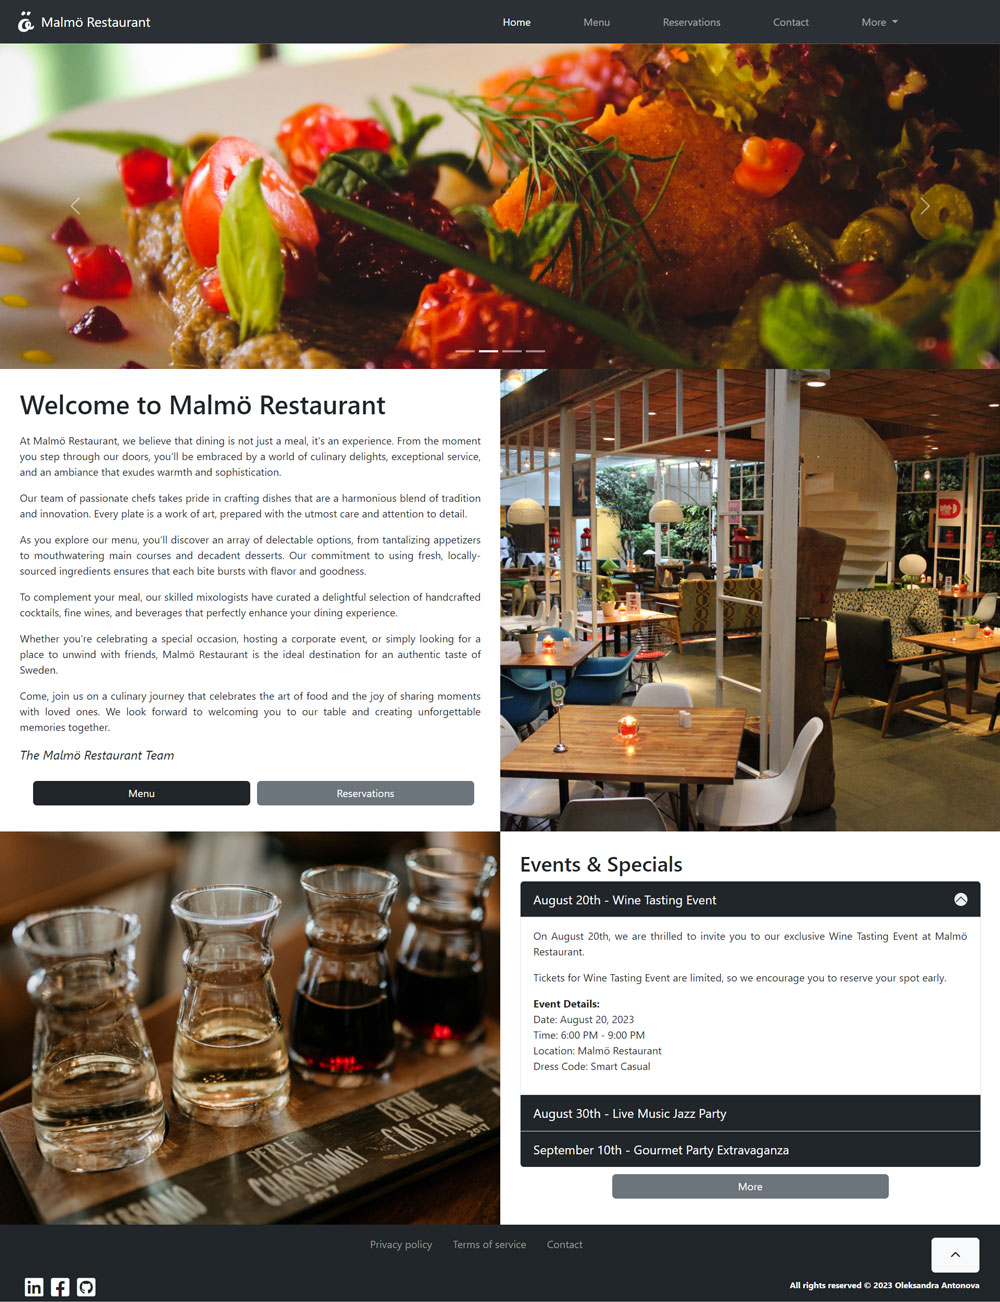 Malmö Restaurant
Home
Menu
Reservations
Contact
More
Welcome to Malmö Restaurant
At Malmö Restaurant, we believe that dining is not just a meal, it's an experience. From the moment
you step through our doors, you'll be embraced by a world of culinary delights, exceptional service,
and an ambiance that exudes warmth and sophistication.
Our team of passionate chefs takes pride in crafting dishes that are a harmonious blend of tradition
and innovation. Every plate is a work of art, prepared with the utmost care and attention to detail.
As you explore our menu, you'll discover an array of delectable options, from tantalizing appetizers
to mouthwatering main courses and decadent desserts. Our commitment to using fresh, locally-
sourced ingredients ensures that each bite bursts with flavor and goodness.
To complement your meal, our skilled mixologists have curated a delightful selection of handcrafted
cocktails, fine wines, and beverages that perfectly enhance your dining experience.
Whether you're celebrating a special occasion, hosting a corporate event, or simply looking for a
place to unwind with friends, Malmö Restaurant is the ideal destination for an authentic taste of
Sweden.
Come, join us on a culinary journey that celebrates the art of food and the joy of sharing moments
with loved ones. We look forward to welcoming you to our table and creating unforgettable
memories together.
The Malmö Restaurant Team
Menu
Reservations
PERLE
CHARDONNAY
2017
CAB FRANC
2017
Events & Specials
August 20th - Wine Tasting Event
On August 20th, we are thrilled to invite you to our exclusive Wine Tasting Event at Malmö
Restaurant.
Tickets for Wine Tasting Event are limited, so we encourage you to reserve your spot early.
Event Details:
Date: August 20, 2023
Time: 6:00 PM - 9:00 PM
Location: Malmö Restaurant
Dress Code: Smart Casual
August 30th - Live Music Jazz Party
September 10th - Gourmet Party Extravaganza
More
Privacy policy
Terms of service
Contact
All rights reserved © 2023 Oleksandra Antonova